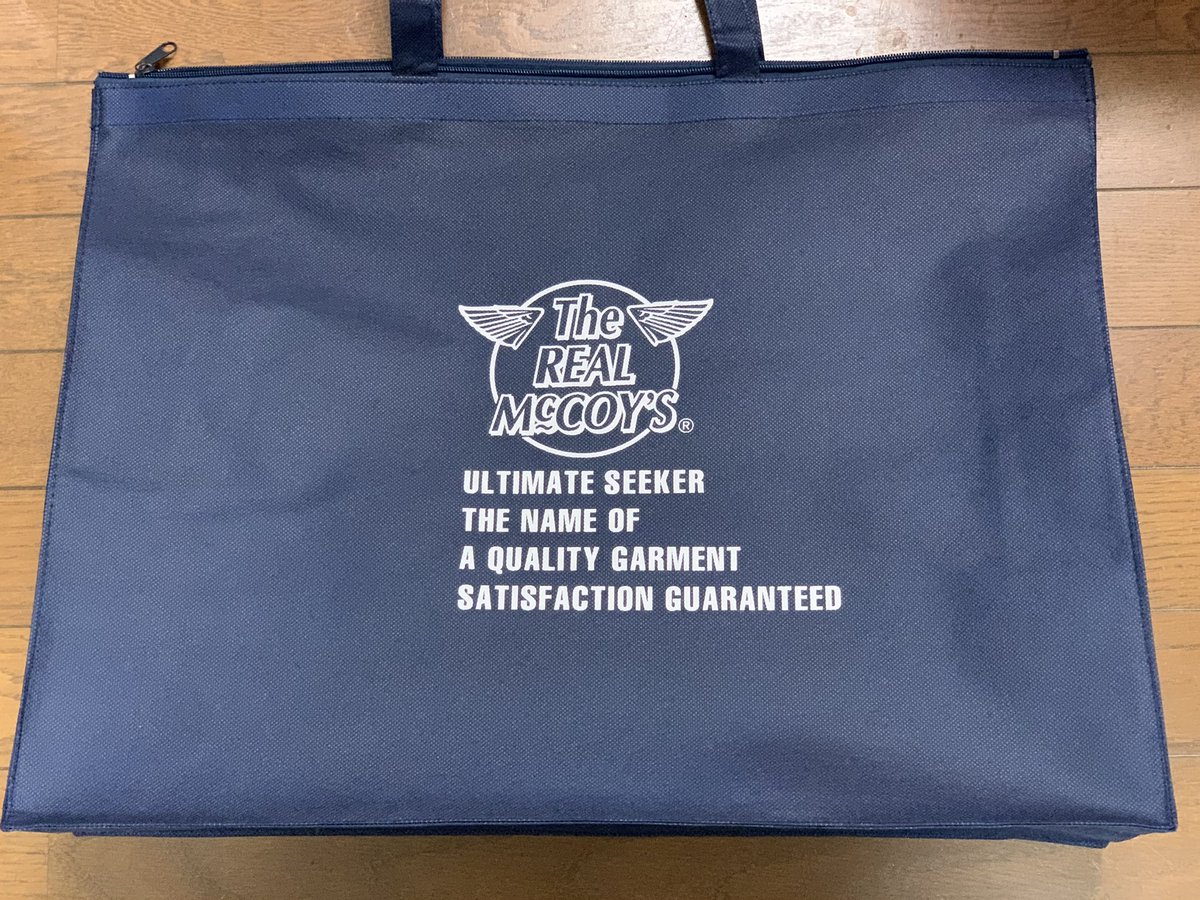 The
REAL
McCOY'S®
ULTIMATE SEEKER
THE NAME OF
A QUALITY GARMENT
SATISFACTION GUARANTEED